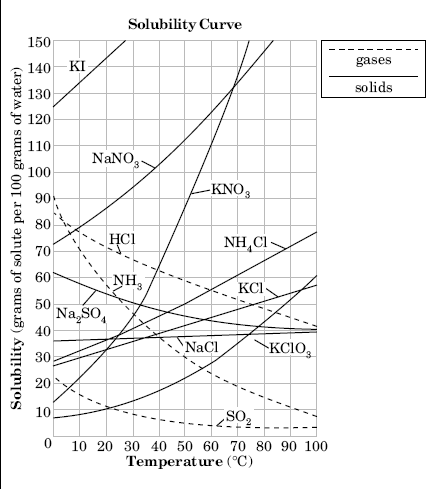 Solubility Curve
gases
solids
Solubility (grams of solute per 100 grams of water)
150
140
130
120
110
100
90
80
70
60
50
40
30
20
10
0
KI
NaNO₃
KNO₃
HCl
NH₄Cl
NH₃
KCl
Na₂SO₄
NaCl
KClO₃
SO₂
10 20 30 40 50 60 70 80 90 100
Temperature (°C)